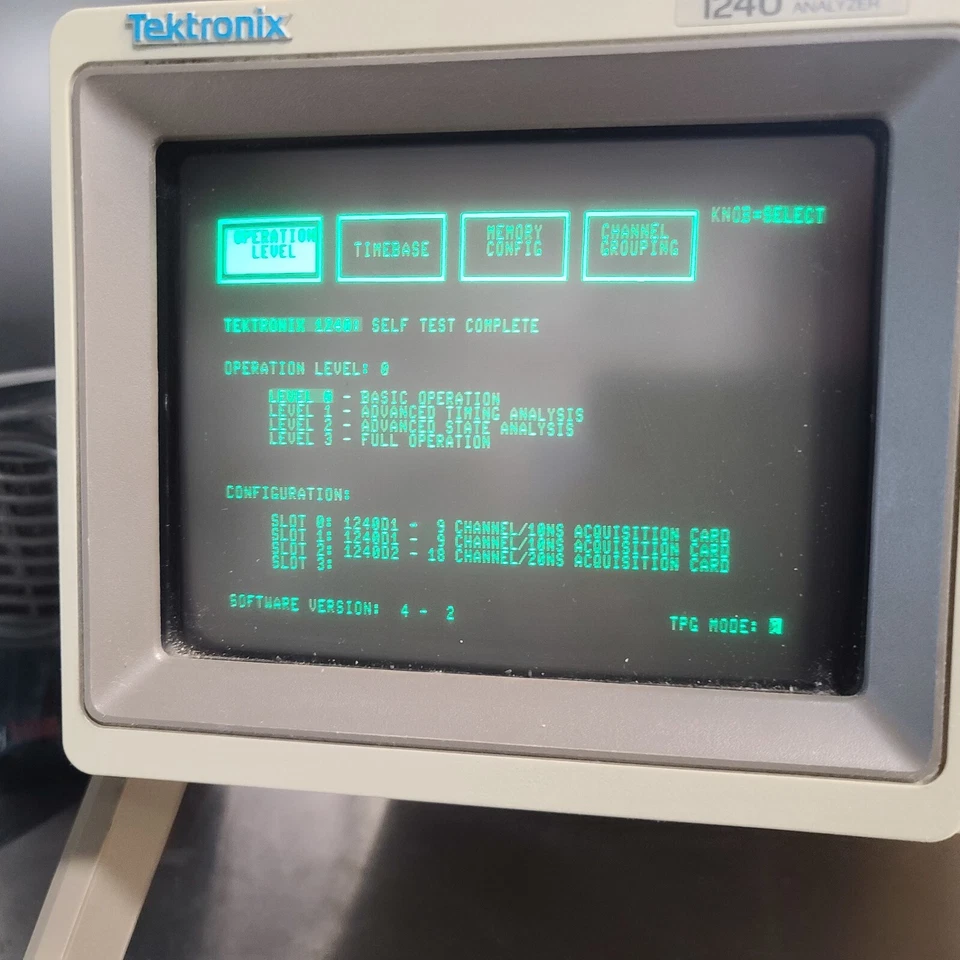 Tektronix
1240 ANALYZER
KNOB=SELECT
OPERATION LEVEL
TIMEBASE
MEMORY CONFIG
CHANNEL GROUPING
TEKTRONIX 1240: SELF TEST COMPLETE
OPERATION LEVEL: 0
LEVEL 0 - BASIC OPERATION
LEVEL 1 - ADVANCED TIMING ANALYSIS
LEVEL 2 - ADVANCED STATE ANALYSIS
LEVEL 3 - FULL OPERATION
CONFIGURATION:
SLOT 0: 1240D1 - 9 CHANNEL/10NS ACQUISITION CARD
SLOT 1: 1240D1 - 9 CHANNEL/10NS ACQUISITION CARD
SLOT 2: 1240D2 - 18 CHANNEL/20NS ACQUISITION CARD
SLOT 3:
SOFTWARE VERSION: 4 - 2
TPG MODE: